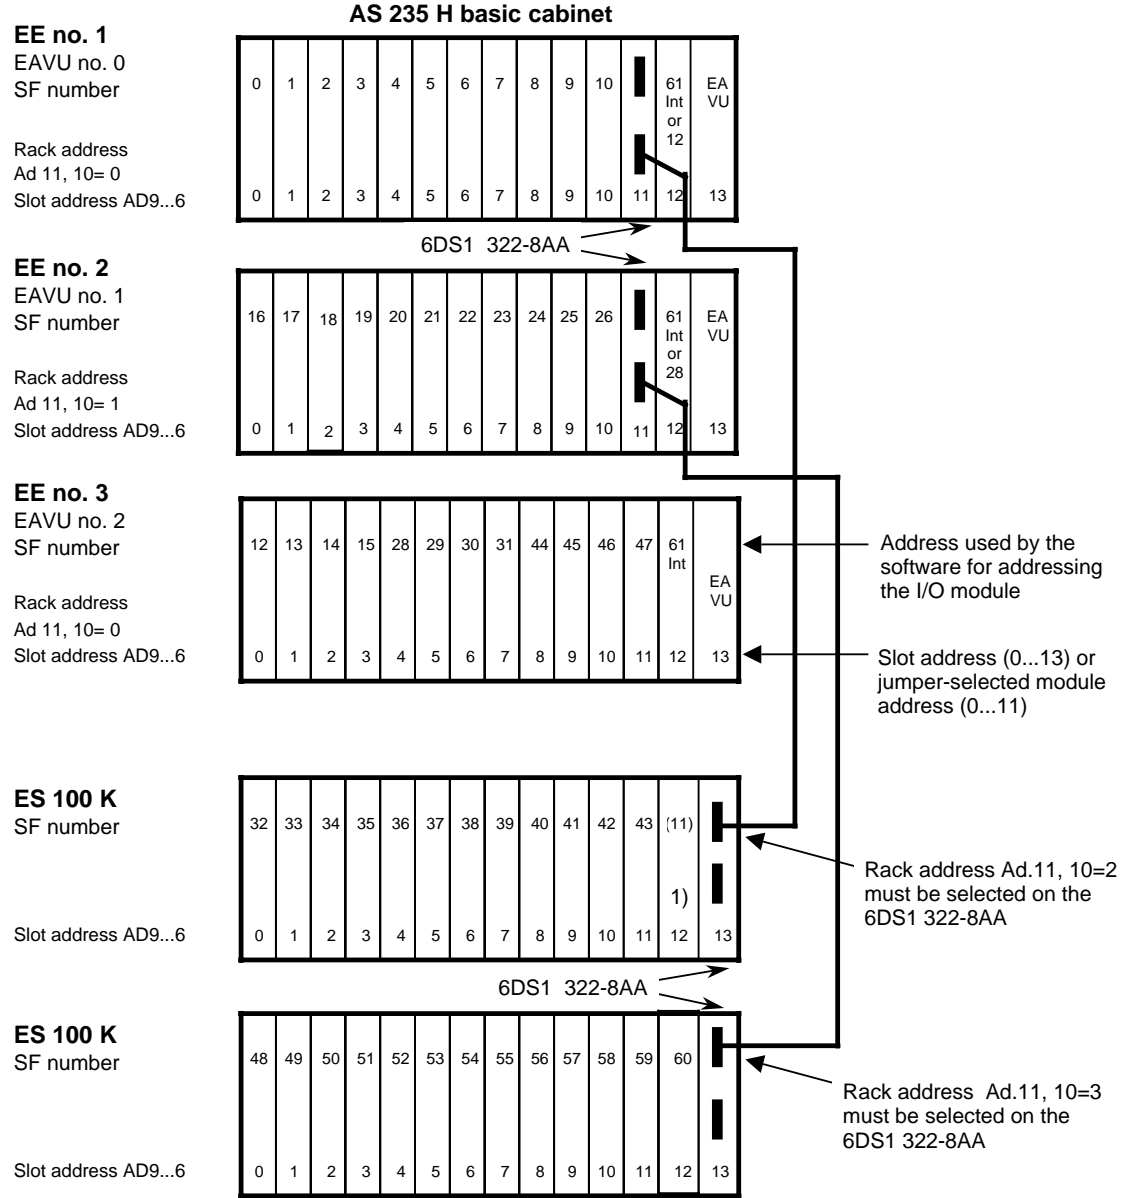 AS 235 H basic cabinet
EE no. 1
EAVU no. 0
SF number
0 1 2 3 4 5 6 7 8 9 10 61 EA
Int VU
or
12
Rack address
Ad 11, 10= 0
Slot address AD9...6
0 1 2 3 4 5 6 7 8 9 10 11 12 13
6DS1 322-8AA
EE no. 2
EAVU no. 1
SF number
16 17 18 19 20 21 22 23 24 25 26 61 EA
Int VU
or
28
Rack address
Ad 11, 10= 1
Slot address AD9...6
0 1 2 3 4 5 6 7 8 9 10 11 12 13
EE no. 3
EAVU no. 2
SF number
12 13 14 15 28 29 30 31 44 45 46 47 61
Int
EA
VU
Address used by the
software for addressing
the I/O module
Rack address
Ad 11, 10= 0
Slot address AD9...6
0 1 2 3 4 5 6 7 8 9 10 11 12 13
Slot address (0...13) or
jumper-selected module
address (0...11)
ES 100 K
SF number
32 33 34 35 36 37 38 39 40 41 42 43 (11)
1)
Rack address Ad.11, 10=2
must be selected on the
6DS1 322-8AA
Slot address AD9...6
0 1 2 3 4 5 6 7 8 9 10 11 12 13
6DS1 322-8AA
ES 100 K
SF number
48 49 50 51 52 53 54 55 56 57 58 59 60
Rack address Ad.11, 10=3
must be selected on the
6DS1 322-8AA
Slot address AD9...6
0 1 2 3 4 5 6 7 8 9 10 11 12 13